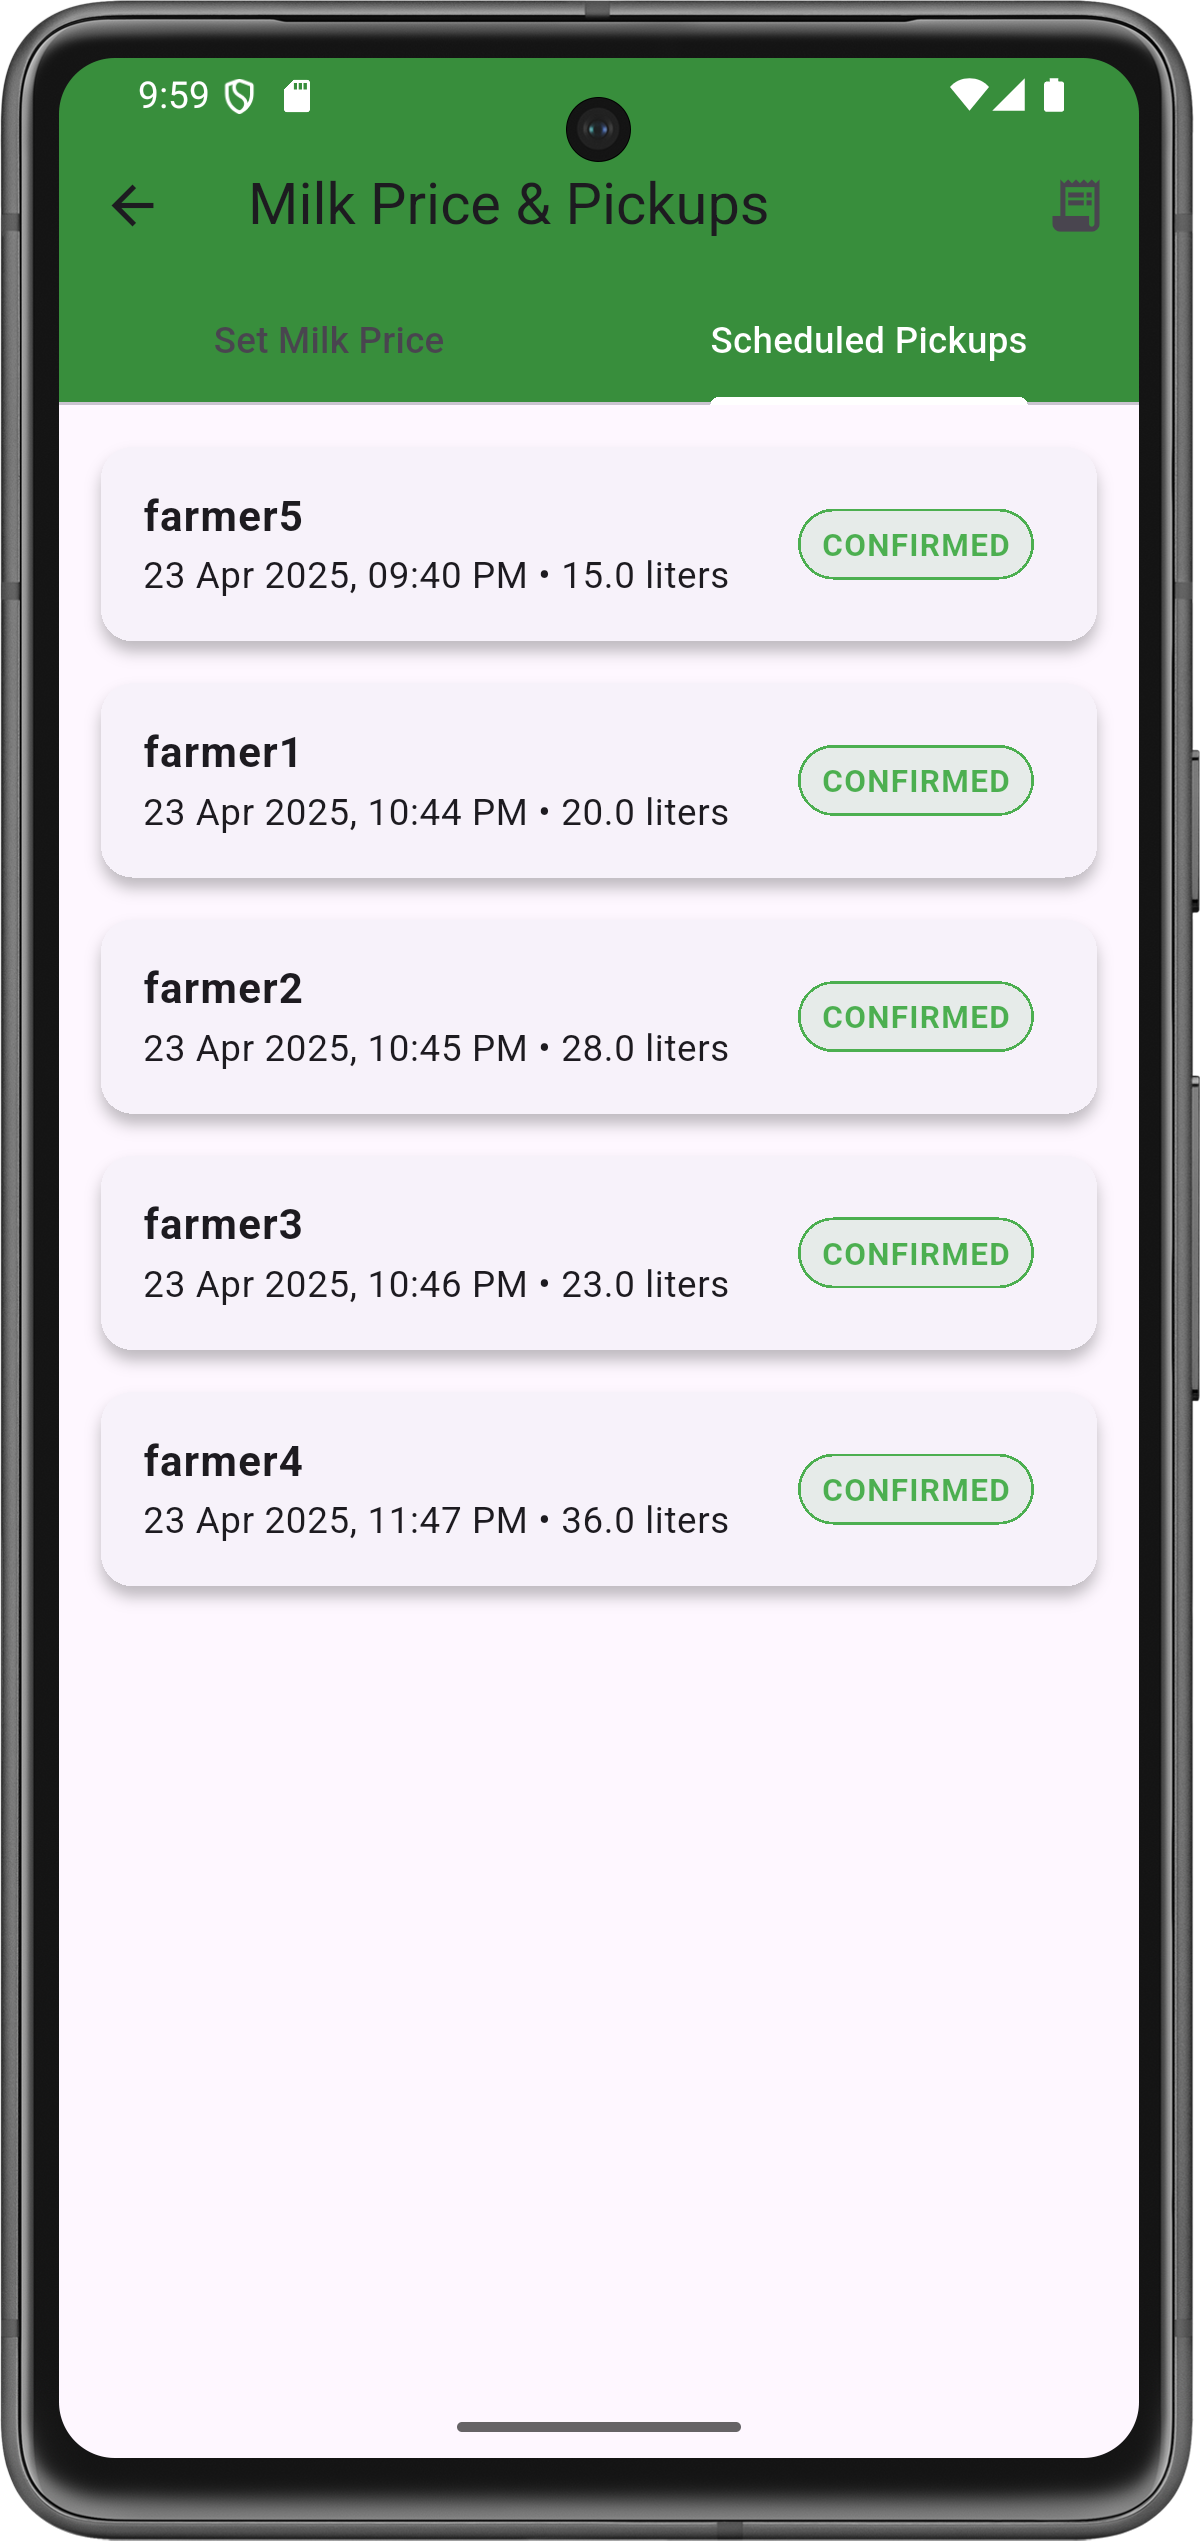 9:59
Milk Price & Pickups
Set Milk Price
Scheduled Pickups
farmer5
23 Apr 2025, 09:40 PM • 15.0 liters
CONFIRMED
farmer1
23 Apr 2025, 10:44 PM • 20.0 liters
CONFIRMED
farmer2
23 Apr 2025, 10:45 PM • 28.0 liters
CONFIRMED
farmer3
23 Apr 2025, 10:46 PM • 23.0 liters
CONFIRMED
farmer4
23 Apr 2025, 11:47 PM • 36.0 liters
CONFIRMED